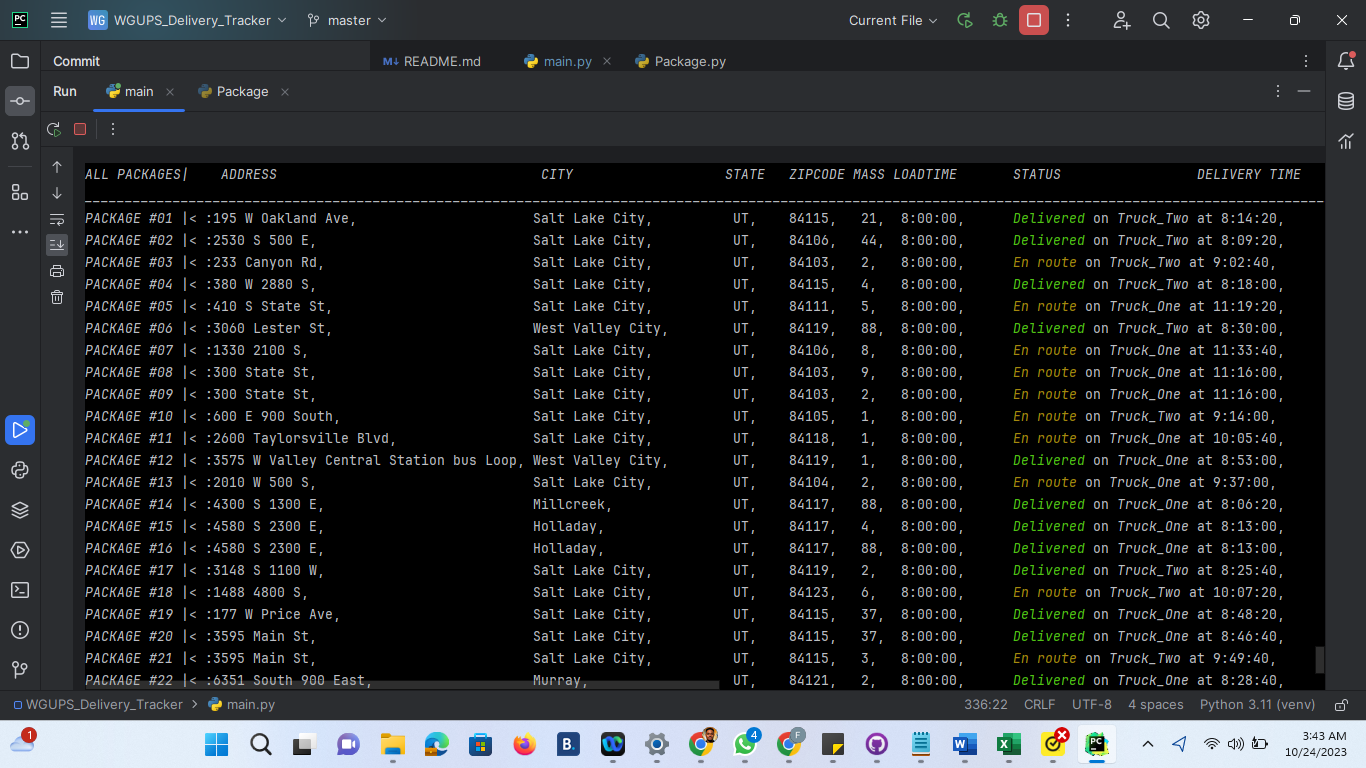 PC WG WGUPS_Delivery_Tracker master Current File
Commit README.md main.py Package.py
Run main Package
ALL PACKAGES| ADDRESS CITY STATE ZIPCODE MASS LOADTIME STATUS DELIVERY TIME
PACKAGE #01 |< :195 W Oakland Ave, Salt Lake City, UT, 84115, 21, 8:00:00, Delivered on Truck_Two at 8:14:20,
PACKAGE #02 |< :2530 S 500 E, Salt Lake City, UT, 84106, 44, 8:00:00, Delivered on Truck_Two at 8:09:20,
PACKAGE #03 |< :233 Canyon Rd, Salt Lake City, UT, 84103, 2, 8:00:00, En route on Truck_Two at 9:02:40,
PACKAGE #04 |< :380 W 2880 S, Salt Lake City, UT, 84115, 4, 8:00:00, Delivered on Truck_Two at 8:18:00,
PACKAGE #05 |< :410 S State St, Salt Lake City, UT, 84111, 5, 8:00:00, En route on Truck_One at 11:19:20,
PACKAGE #06 |< :3060 Lester St, West Valley City, UT, 84119, 88, 8:00:00, Delivered on Truck_Two at 8:30:00,
PACKAGE #07 |< :1330 2100 S, Salt Lake City, UT, 84106, 8, 8:00:00, En route on Truck_One at 11:33:40,
PACKAGE #08 |< :300 State St, Salt Lake City, UT, 84103, 9, 8:00:00, En route on Truck_One at 11:16:00,
PACKAGE #09 |< :300 State St, Salt Lake City, UT, 84103, 2, 8:00:00, En route on Truck_One at 11:16:00,
PACKAGE #10 |< :600 E 900 South, Salt Lake City, UT, 84105, 1, 8:00:00, En route on Truck_Two at 9:14:00,
PACKAGE #11 |< :2600 Taylorsville Blvd, Salt Lake City, UT, 84118, 1, 8:00:00, En route on Truck_One at 10:05:40,
PACKAGE #12 |< :3575 W Valley Central Station bus Loop, West Valley City, UT, 84119, 1, 8:00:00, Delivered on Truck_One at 8:53:00,
PACKAGE #13 |< :2010 W 500 S, Salt Lake City, UT, 84104, 2, 8:00:00, En route on Truck_Two at 9:37:00,
PACKAGE #14 |< :4300 S 1300 E, Millcreek, UT, 84117, 88, 8:00:00, Delivered on Truck_One at 8:06:20,
PACKAGE #15 |< :4580 S 2300 E, Holladay, UT, 84117, 4, 8:00:00, Delivered on Truck_One at 8:13:00,
PACKAGE #16 |< :4580 S 2300 E, Holladay, UT, 84117, 88, 8:00:00, Delivered on Truck_One at 8:13:00,
PACKAGE #17 |< :3148 S 1100 W, Salt Lake City, UT, 84119, 2, 8:00:00, Delivered on Truck_Two at 8:25:40,
PACKAGE #18 |< :1488 4800 S, Salt Lake City, UT, 84123, 6, 8:00:00, En route on Truck_Two at 10:07:20,
PACKAGE #19 |< :177 W Price Ave, Salt Lake City, UT, 84115, 37, 8:00:00, Delivered on Truck_One at 8:48:20,
PACKAGE #20 |< :3595 Main St, Salt Lake City, UT, 84115, 37, 8:00:00, Delivered on Truck_One at 8:46:40,
PACKAGE #21 |< :3595 Main St, Salt Lake City, UT, 84115, 3, 8:00:00, En route on Truck_Two at 9:49:40,
PACKAGE #22 |< :6351 South 900 East, Murray, UT, 84121, 2, 8:00:00, Delivered on Truck_One at 8:28:40,
WGUPS_Delivery_Tracker > main.py 336:22 CRLF UTF-8 4 spaces Python 3.11 (venv)
1 B. 4 F W X PC 3:43 AM
10/24/2023